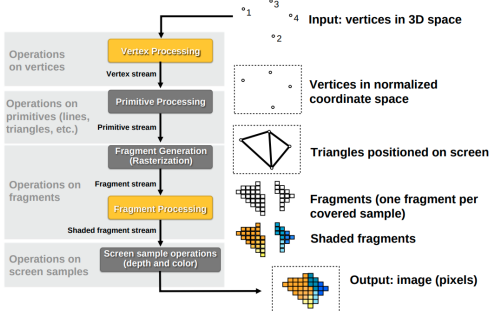 1
3
4
2
Input: vertices in 3D space
Operations
on vertices
Vertex Processing
Vertex stream
Vertices in normalized
coordinate space
Operations on
primitives (lines,
triangles, etc.)
Primitive Processing
Primitive stream
Triangles positioned on screen
Fragment Generation
(Rasterization)
Fragment stream
Operations on
fragments
Fragments (one fragment per
covered sample)
Fragment Processing
Shaded fragment stream
Shaded fragments
Operations on
screen samples
Screen sample operations
(depth and color)
Output: image (pixels)